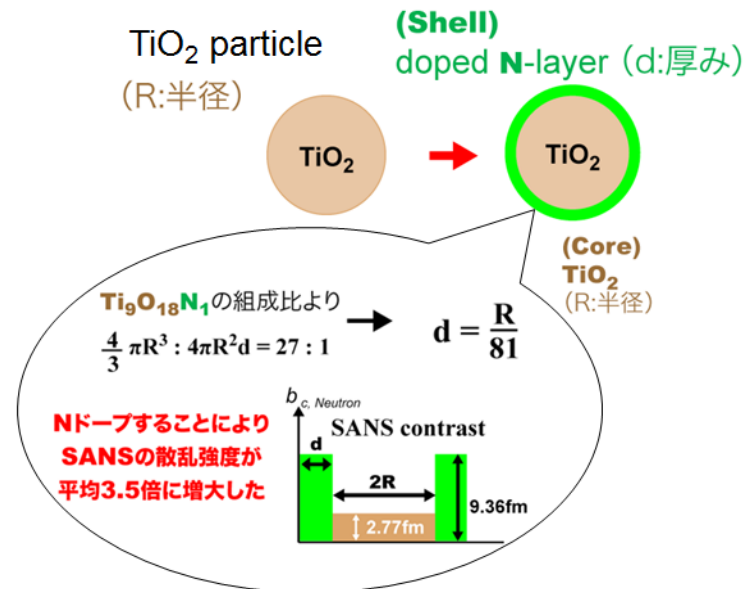 TiO₂ particle
(R:半径)
(Shell)
doped N-layer (d:厚み)
TiO₂
TiO₂
(Core)
TiO₂
(R:半径)
Ti₉O₁₈N₁の組成比より
4/3 πR³ : 4πR²d = 27 : 1
d = R/81
Nドープすることにより
SANSの散乱強度が
平均3.5倍に増大した
b c, Neutron
SANS contrast
d
2R
9.36fm
2.77fm